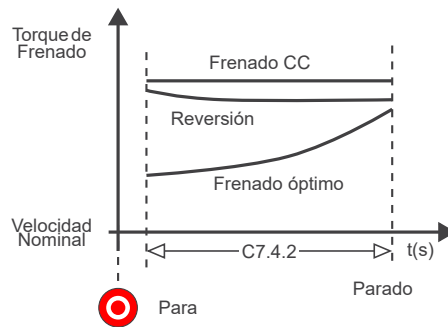 Torque de
Frenado
Frenado CC
Reversión
Frenado óptimo
Velocidad
Nominal
C7.4.2
t(s)
Parado
Para